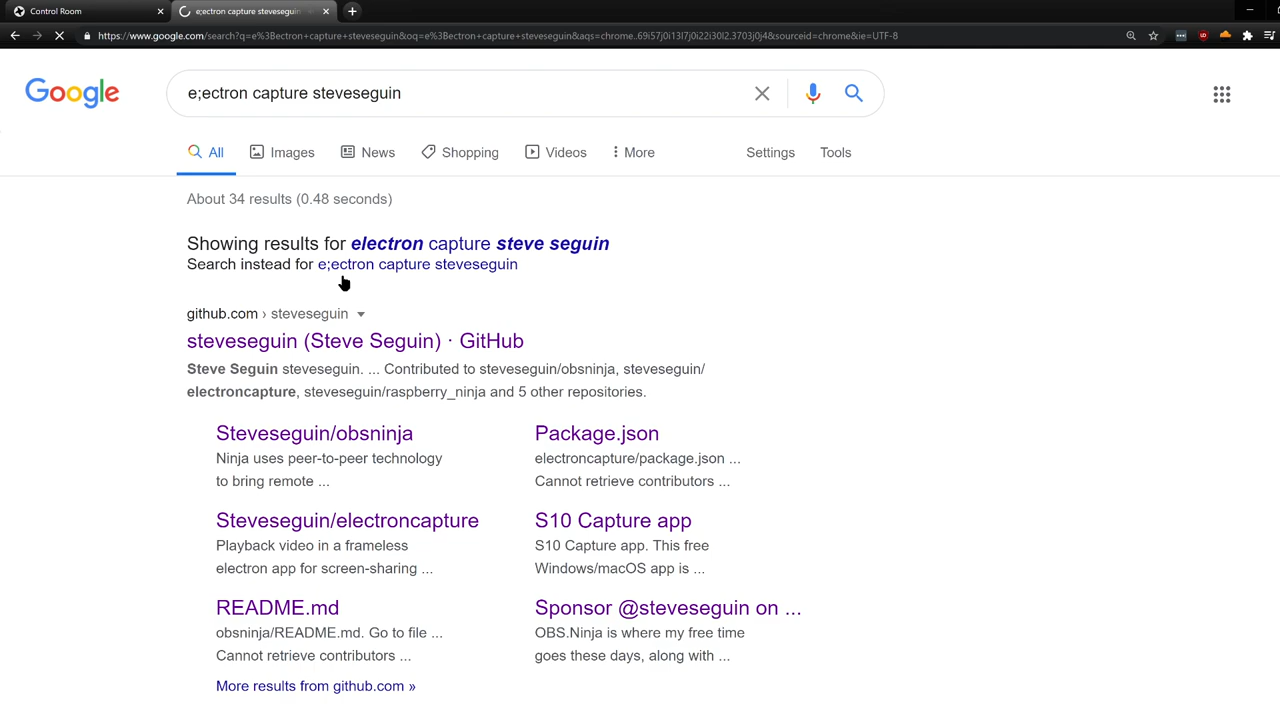 Control Room
e;ectron capture steveseguin
https://www.google.com/search?q=e%3Bectron+capture+steveseguin&oq=e%3Bectron+capture+steveseguin&aqs=chrome..69i57j0i13l7j0i22i30l2.3703j0j4&sourceid=chrome&ie=UTF-8
Google
e;ectron capture steveseguin
All Images News Shopping Videos More Settings Tools
About 34 results (0.48 seconds)
Showing results for electron capture steve seguin
Search instead for e;ectron capture steveseguin
github.com › steveseguin
steveseguin (Steve Seguin) · GitHub
Steve Seguin steveseguin. ... Contributed to steveseguin/obsninja, steveseguin/
electroncapture, steveseguin/raspberry_ninja and 5 other repositories.
Steveseguin/obsninja
Ninja uses peer-to-peer technology
to bring remote ...
Package.json
electroncapture/package.json ...
Cannot retrieve contributors ...
Steveseguin/electroncapture
Playback video in a frameless
electron app for screen-sharing ...
S10 Capture app
S10 Capture app. This free
Windows/macOS app is ...
README.md
obsninja/README.md. Go to file ...
Cannot retrieve contributors ...
Sponsor @steveseguin on ...
OBS.Ninja is where my free time
goes these days, along with ...
More results from github.com »